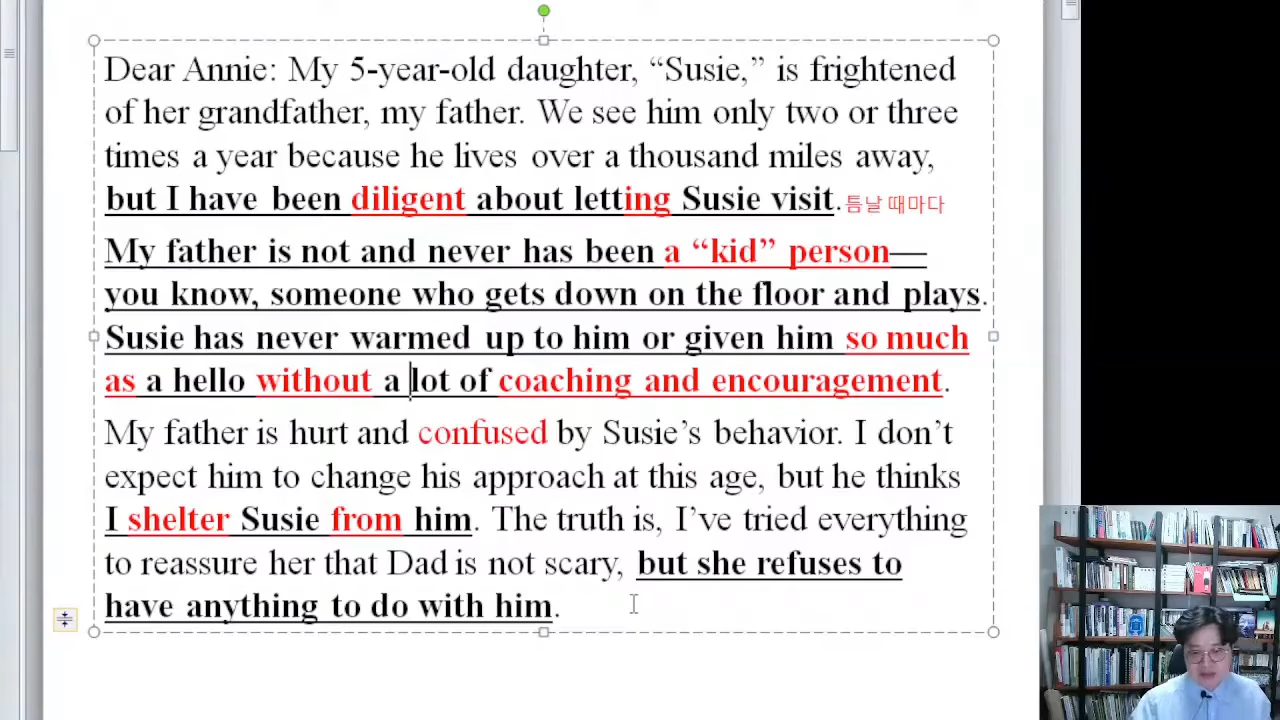 Dear Annie: My 5-year-old daughter, “Susie,” is frightened
of her grandfather, my father. We see him only two or three
times a year because he lives over a thousand miles away,
but I have been diligent about letting Susie visit. 틈날 때마다
My father is not and never has been a “kid” person—
you know, someone who gets down on the floor and plays.
Susie has never warmed up to him or given him so much
as a hello without a lot of coaching and encouragement.
My father is hurt and confused by Susie’s behavior. I don’t
expect him to change his approach at this age, but he thinks
I shelter Susie from him. The truth is, I’ve tried everything
to reassure her that Dad is not scary, but she refuses to
have anything to do with him.